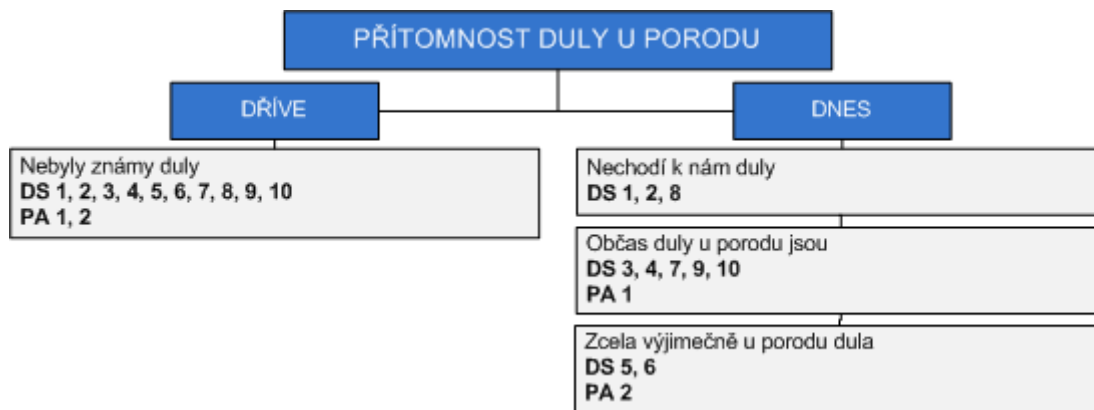 PŘÍTOMNOST DULY U PORODU
DŘÍVE
Nebyly známy duly
DS 1, 2, 3, 4, 5, 6, 7, 8, 9, 10
PA 1, 2
DNES
Nechodí k nám duly
DS 1, 2, 8
Občas duly u porodu jsou
DS 3, 4, 7, 9, 10
PA 1
Zcela výjimečně u porodu dula
DS 5, 6
PA 2